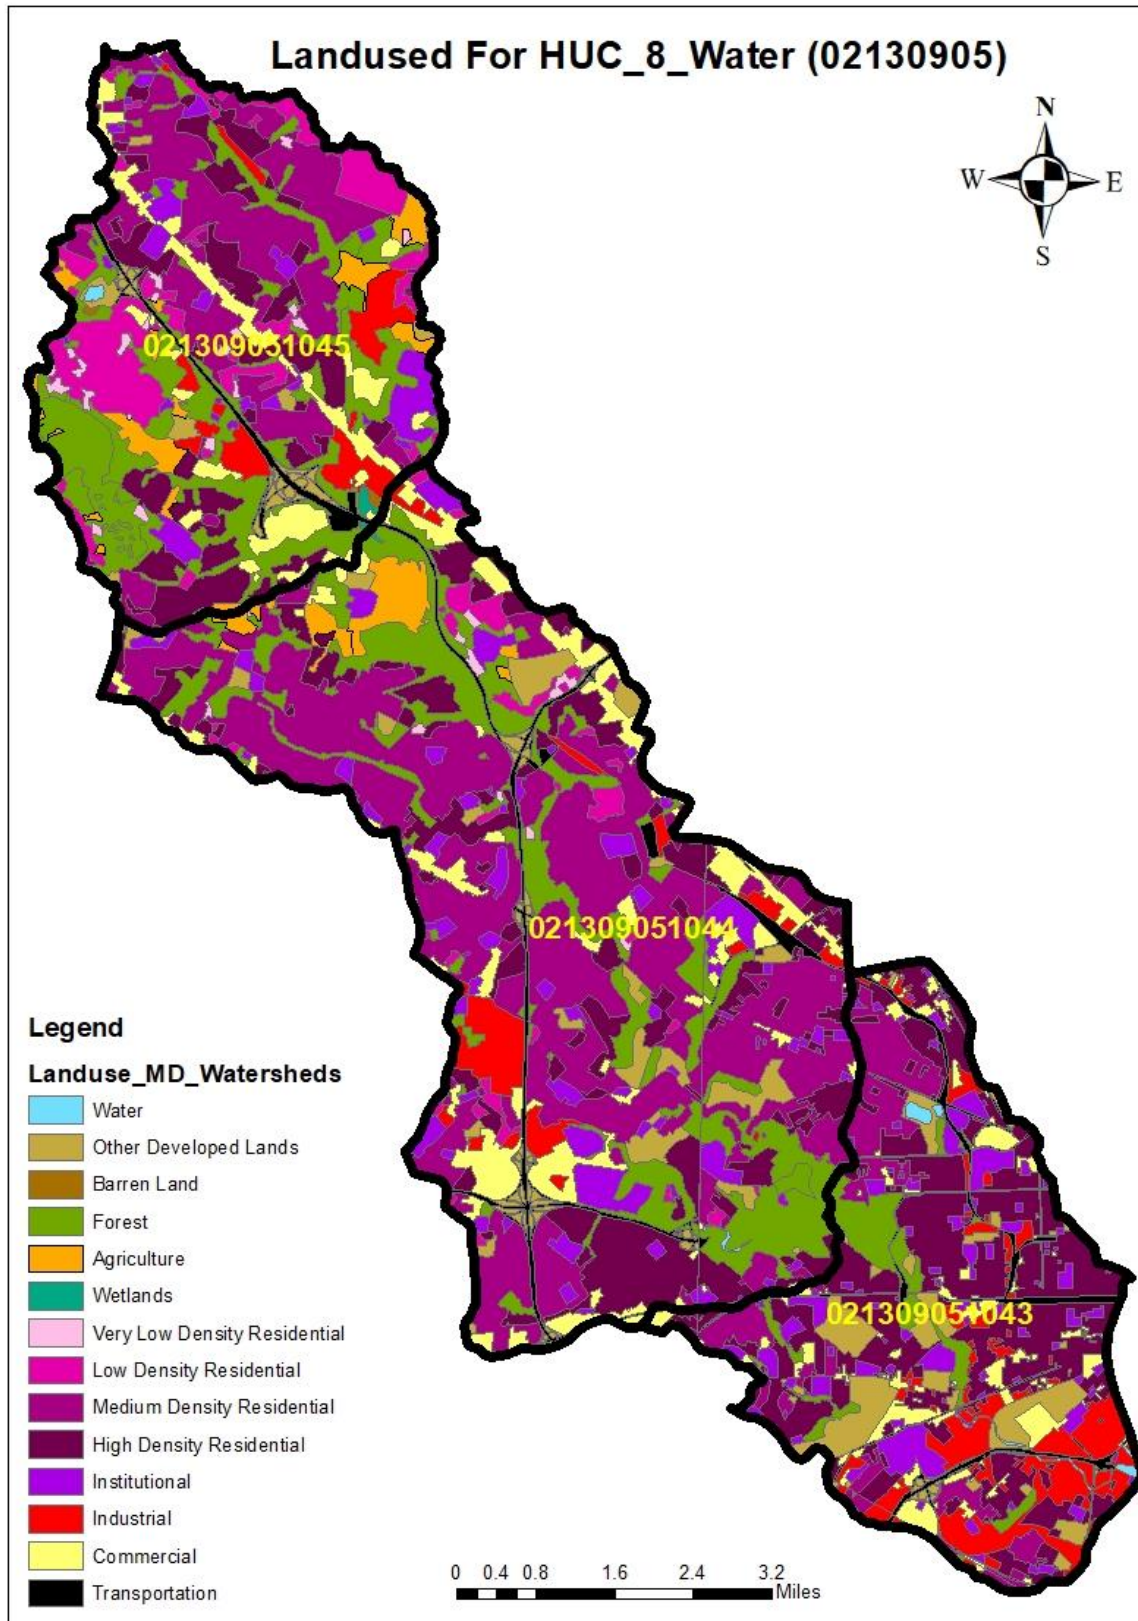 Landused For HUC_8_Water (02130905)
N
W
E
S
021309051045
021309051044
021309051043
Legend
Landuse_MD_Watersheds
Water
Other Developed Lands
Barren Land
Forest
Agriculture
Wetlands
Very Low Density Residential
Low Density Residential
Medium Density Residential
High Density Residential
Institutional
Industrial
Commercial
Transportation
0 0.4 0.8 1.6 2.4 3.2
Miles